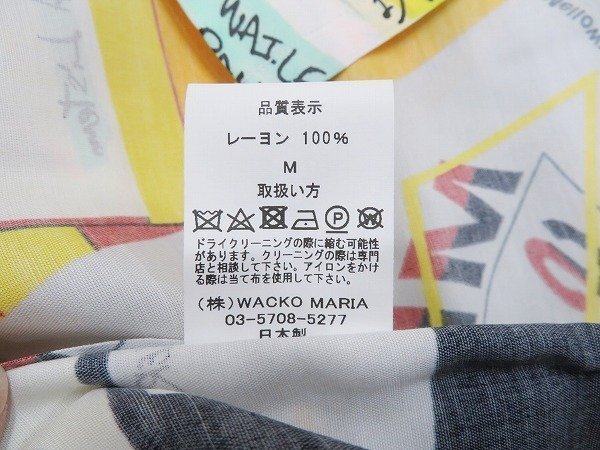 WAILE
品質表示
レーヨン 100%
M
取扱い方
ドライクリーニングの際に縮む可能性
があります。クリーニングの際は専門
店と相談して下さい。アイロンをかけ
る際は当て布を使用して下さい。
(株)WACKO MARIA
03-5708-5277
日本製